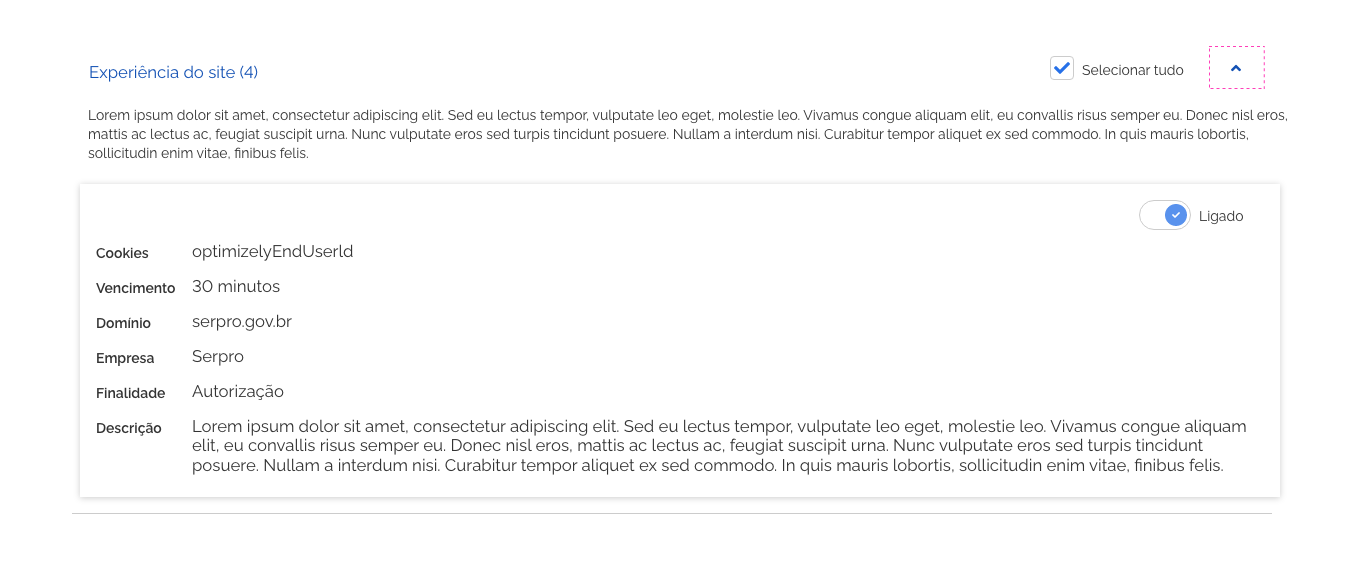 Experiência do site (4)
Selecionar tudo
Lorem ipsum dolor sit amet, consectetur adipiscing elit. Sed eu lectus tempor, vulputate leo eget, molestie leo. Vivamus congue aliquam elit, eu convallis risus semper eu. Donec nisl eros,
mattis ac lectus ac, feugiat suscipit urna. Nunc vulputate eros sed turpis tincidunt posuere. Nullam a interdum nisi. Curabitur tempor aliquet ex sed commodo. In quis mauris lobortis,
sollicitudin enim vitae, finibus felis.
Ligado
Cookies optimizelyEndUserld
Vencimento 30 minutos
Domínio serpro.gov.br
Empresa Serpro
Finalidade Autorização
Descrição Lorem ipsum dolor sit amet, consectetur adipiscing elit. Sed eu lectus tempor, vulputate leo eget, molestie leo. Vivamus congue aliquam
elit, eu convallis risus semper eu. Donec nisl eros, mattis ac lectus ac, feugiat suscipit urna. Nunc vulputate eros sed turpis tincidunt
posuere. Nullam a interdum nisi. Curabitur tempor aliquet ex sed commodo. In quis mauris lobortis, sollicitudin enim vitae, finibus felis.